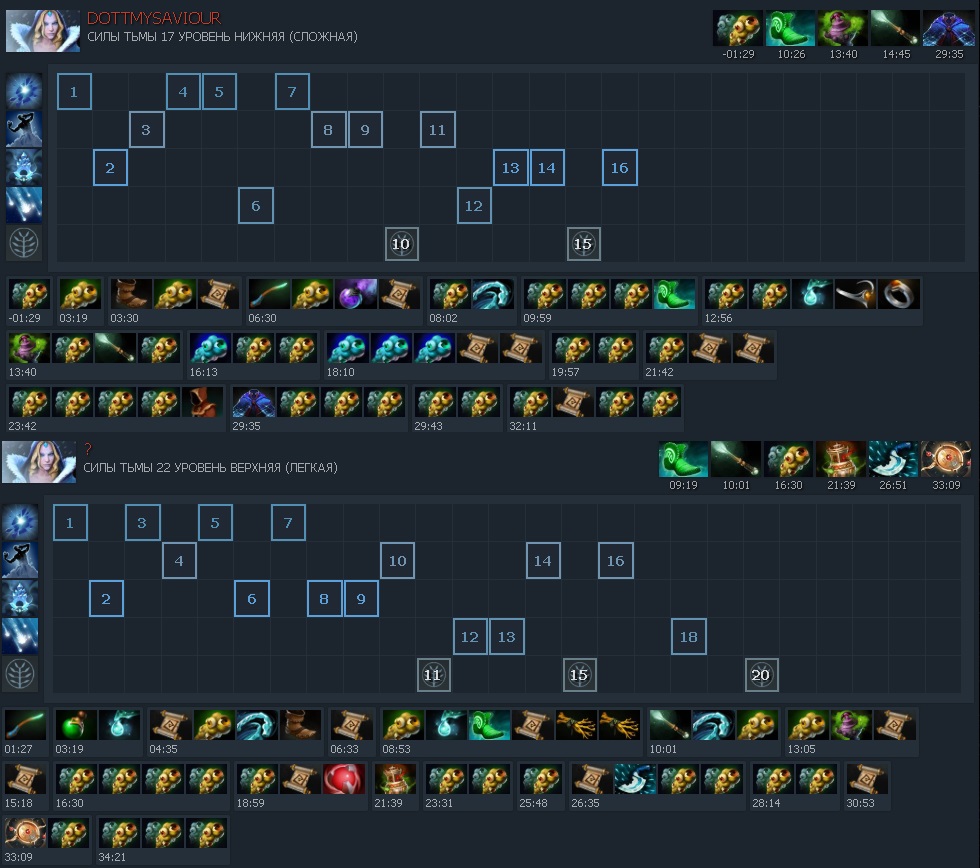 DOTTMYSAVIOUR
СИЛЫ ТЬМЫ 17 УРОВЕНЬ НИЖНЯЯ (СЛОЖНАЯ)
-01:29 10:26 13:40 14:45 29:35
1 4 5 7
3 8 9 11
2 13 14 16
6 12
10 15
-01:29 03:19 03:30 06:30 08:02 09:59 12:56
13:40 16:13 18:10 19:57 21:42
23:42 29:35 29:43 32:11
?
СИЛЫ ТЬМЫ 22 УРОВЕНЬ ВЕРХНЯЯ (ЛЕГКАЯ)
09:19 10:01 16:30 21:39 26:51 33:09
1 3 5 7
4 10 14 16
2 6 8 9
12 13 18
11 15 20
01:27 03:19 04:35 06:33 08:53 10:01 13:05
15:18 16:30 18:59 21:39 23:31 25:48 26:35 28:14 30:53
33:09 34:21